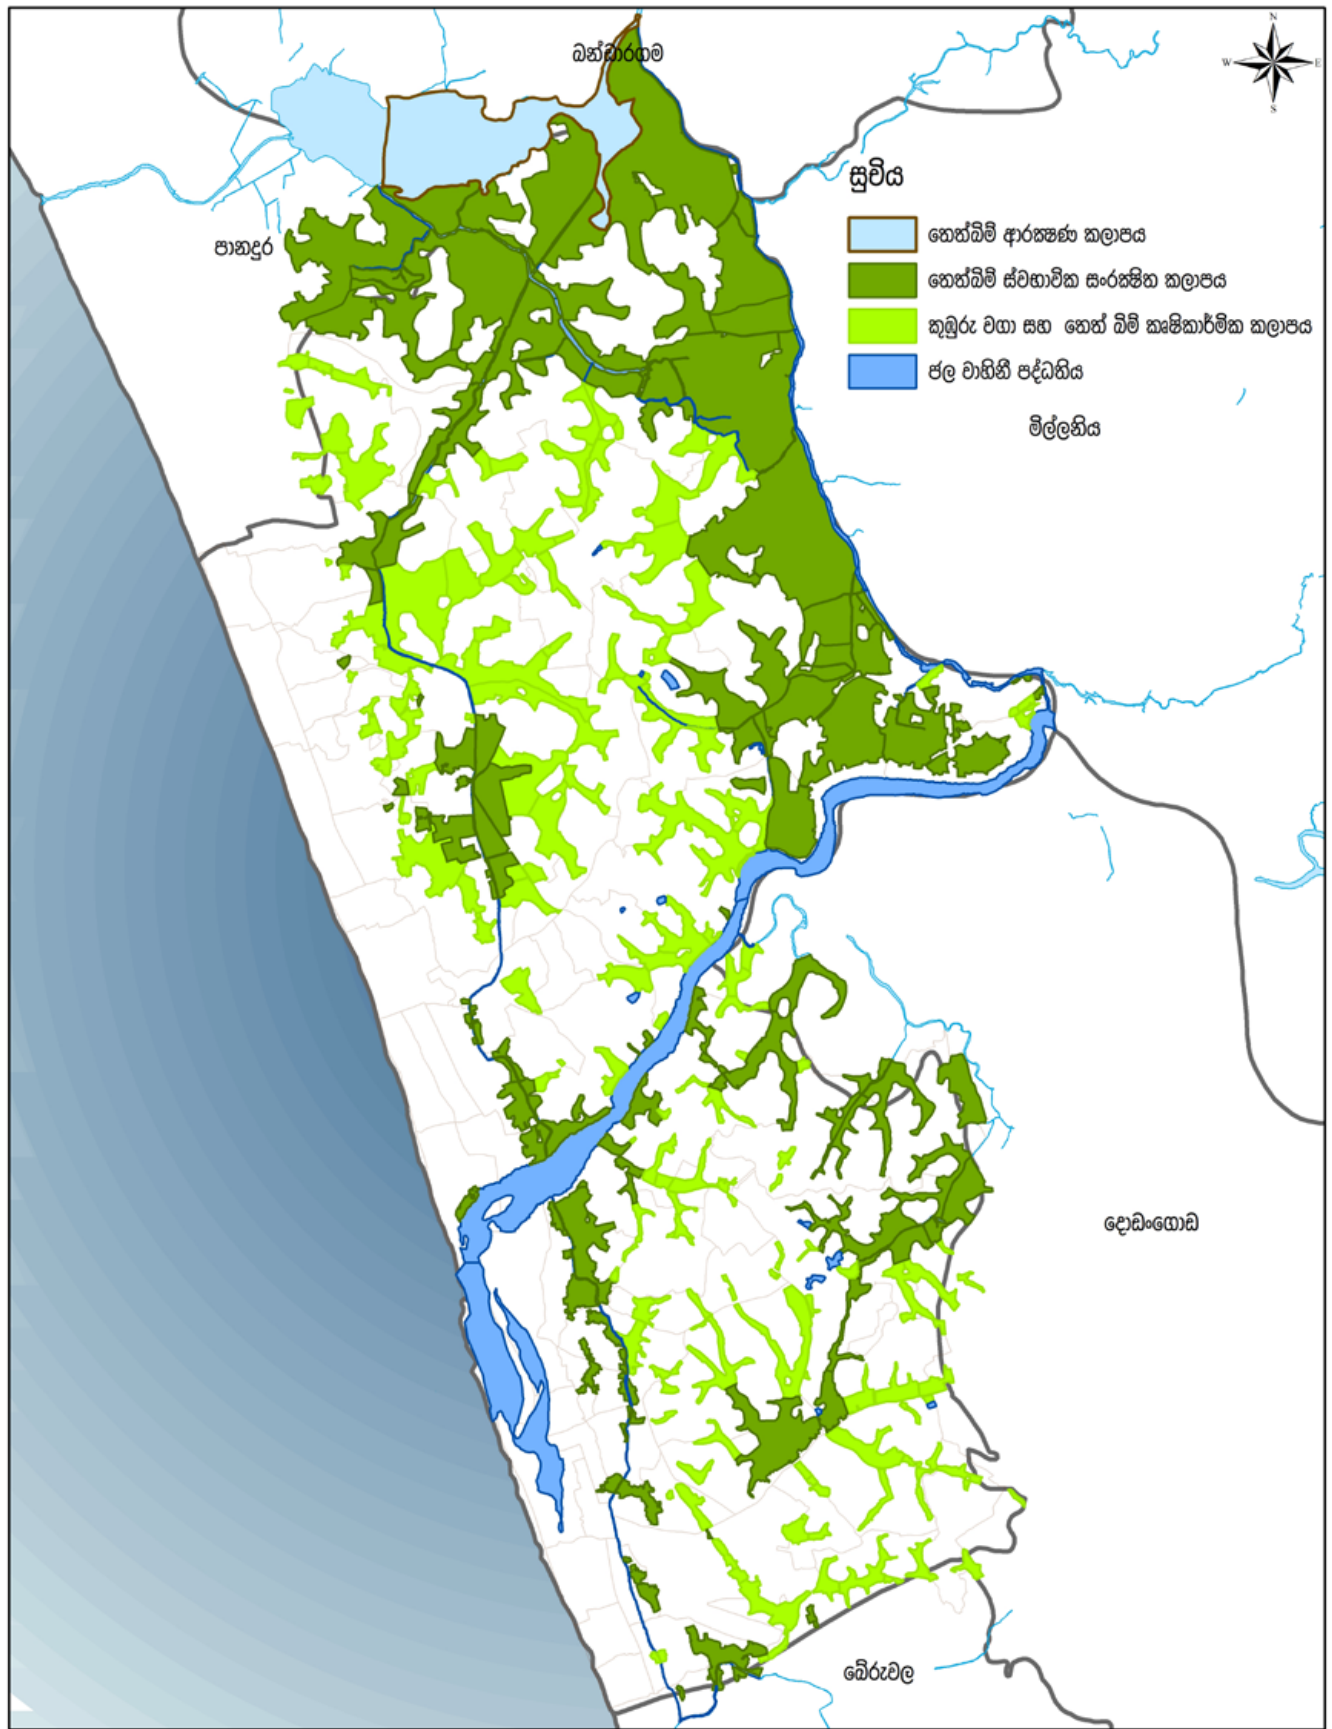 බන්ඩාරගම
N
W E
S
සූචිය
තෙත්බිම් ආරක්‍ෂණ කලාපය
පානදුර
තෙත්බිම් ස්වභාවික සංරක්‍ෂිත කලාපය
කුඹුරු වගා සහ තෙත් බිම් කෘෂිකාර්මික කලාපය
ජල වාහිනී පද්ධතිය
මිල්ලනිය
දොඩංගොඩ
බේරුවල